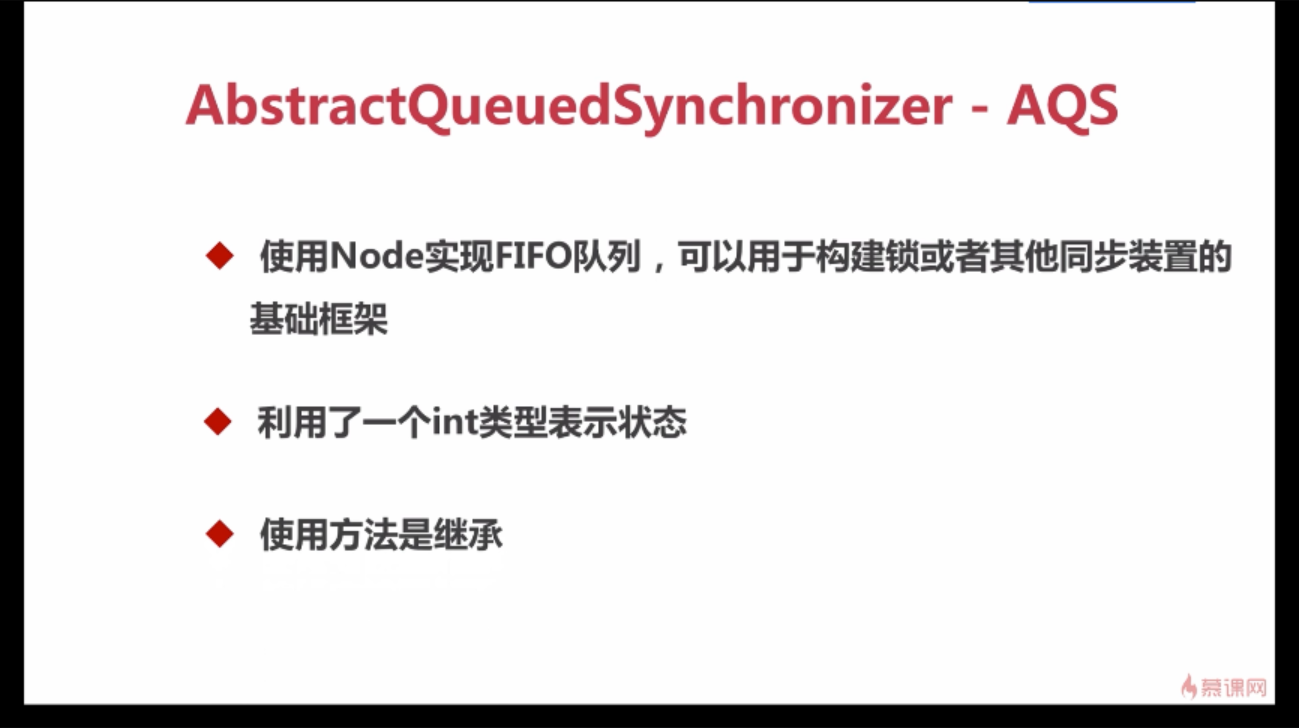 AbstractQueuedSynchronizer - AQS
使用Node实现FIFO队列，可以用于构建锁或者其他同步装置的
基础框架
利用了一个int类型表示状态
使用方法是继承
慕课网